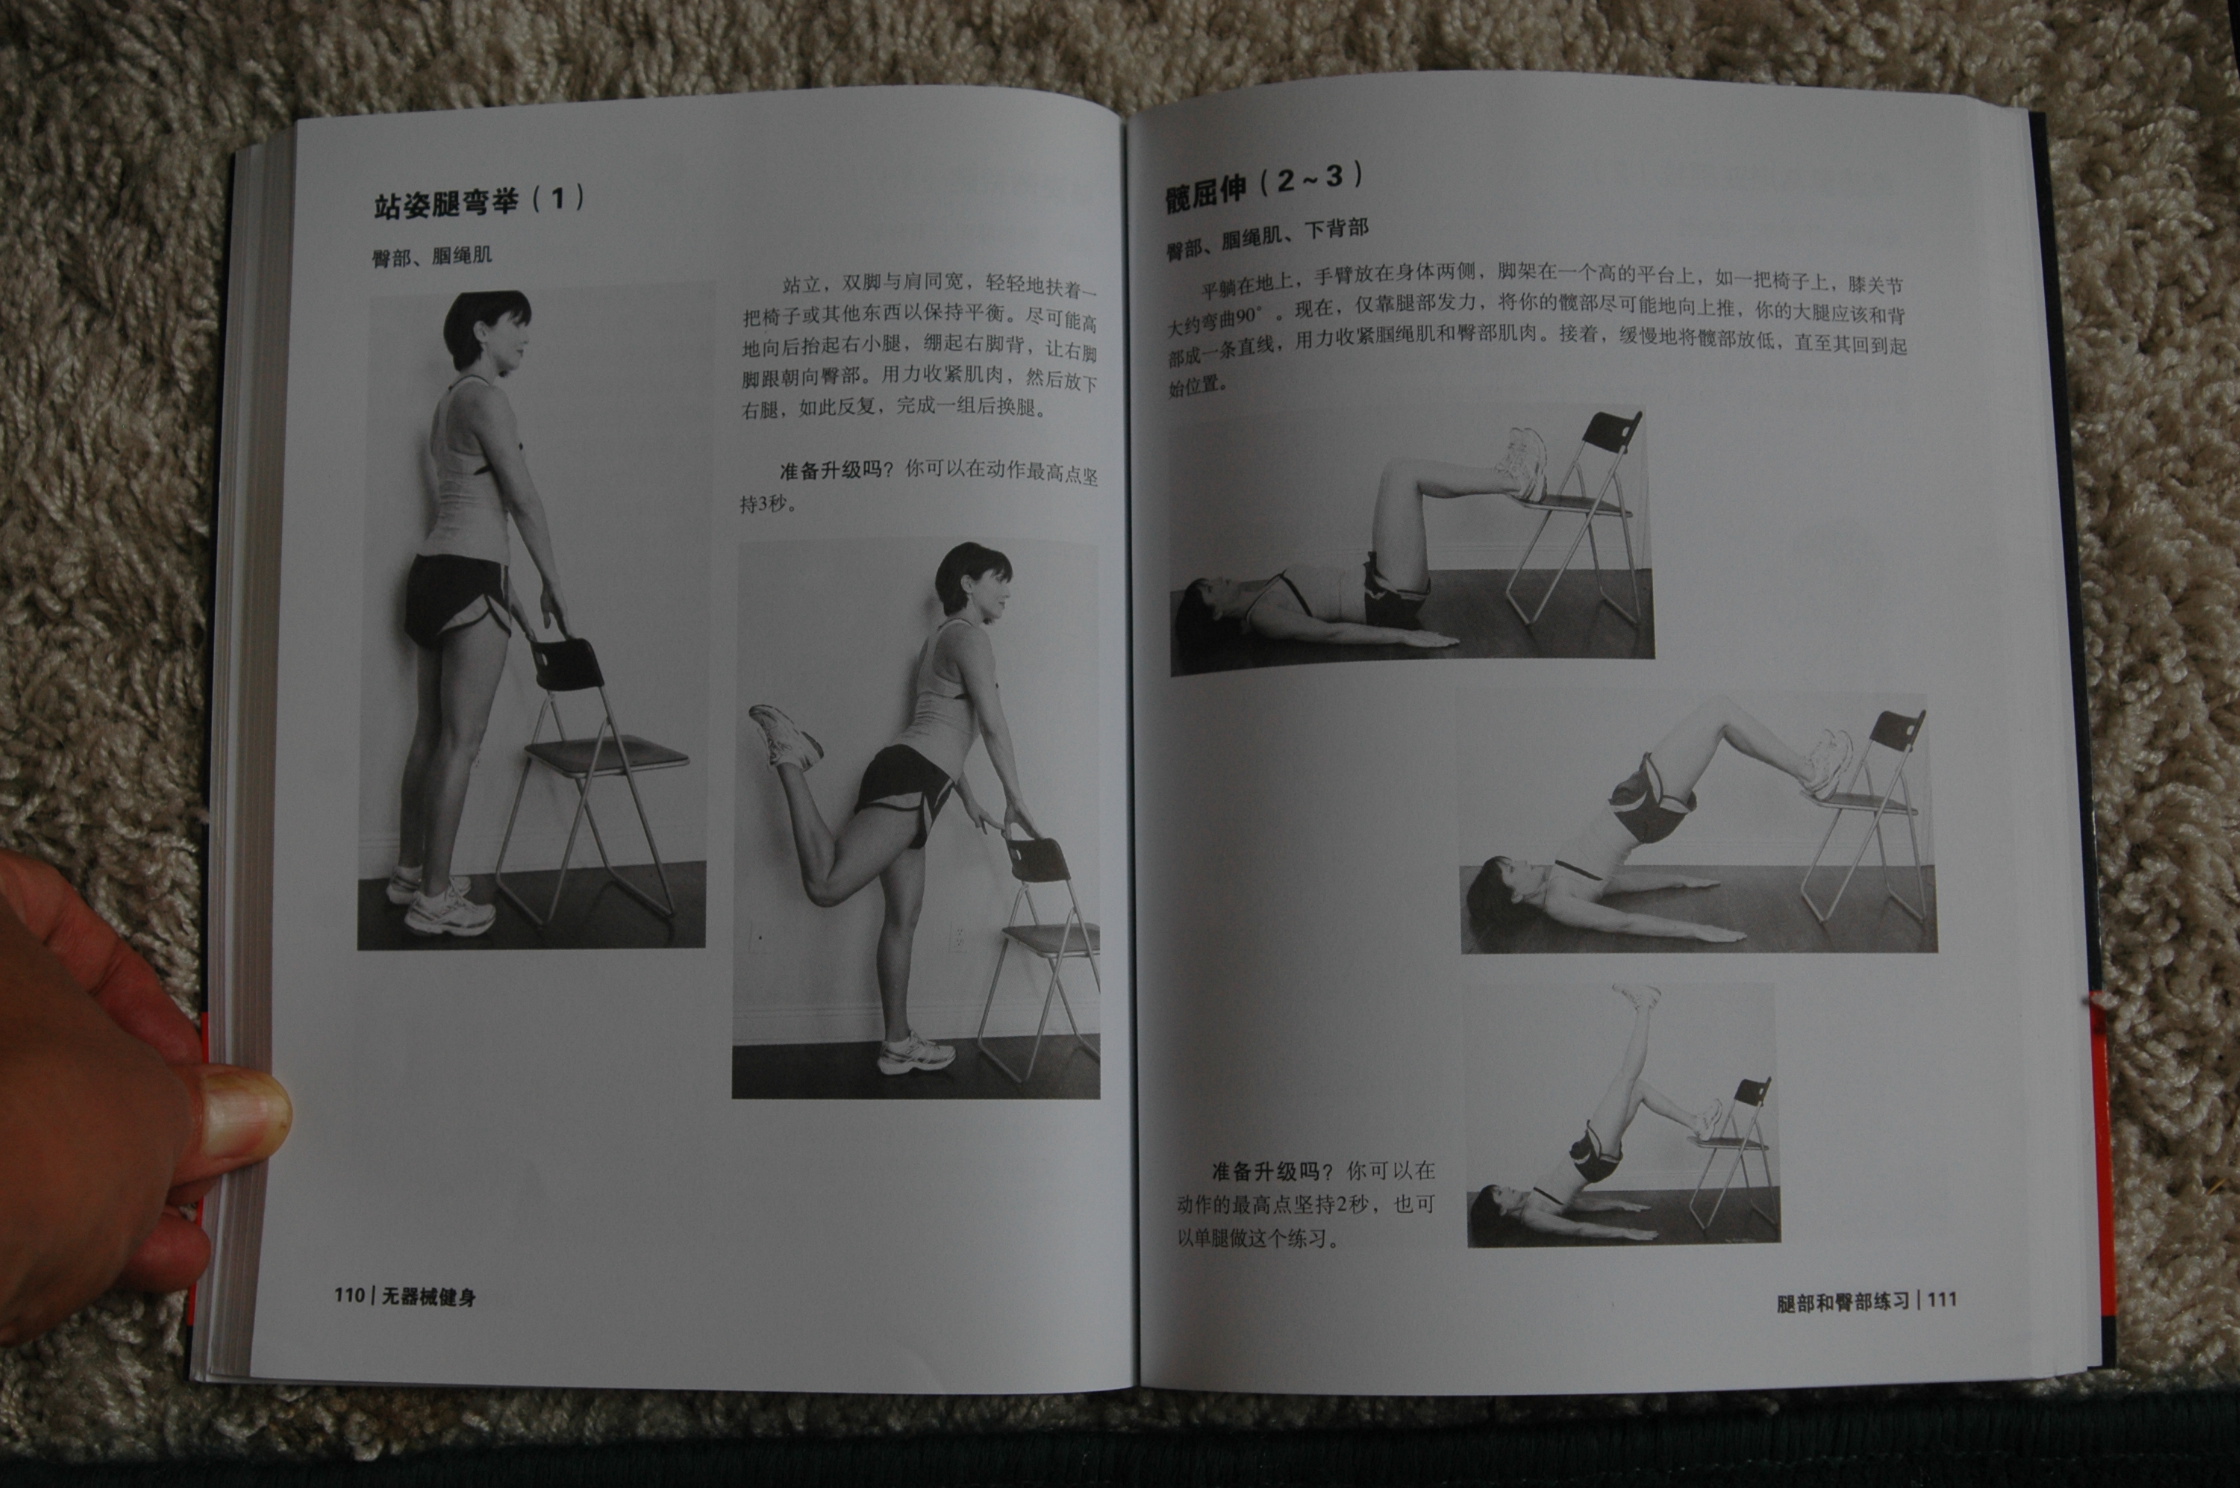 站姿腿弯举（1）
臀部、腘绳肌
站立，双脚与肩同宽，轻轻地扶着一
把椅子或其他东西以保持平衡。尽可能高
地向后抬起右小腿，绷起右脚背，让右脚
脚跟朝向臀部。用力收紧肌肉，然后放下
右腿，如此反复，完成一组后换腿。
准备升级吗？你可以在动作最高点坚
持3秒。
110 | 无器械健身
髋屈伸（2~3）
臀部、腘绳肌、下背部
平躺在地上，手臂放在身体两侧，脚架在一个高的平台上，如一把椅子上，膝关节
大约弯曲90°。现在，仅靠腿部发力，将你的髋部尽可能地向上推，你的大腿应该和背
部成一条直线，用力收紧腘绳肌和臀部肌肉。接着，缓慢地将髋部放低，直至其回到起
始位置。
准备升级吗？你可以在
动作的最高点坚持2秒，也可
以单腿做这个练习。
腿部和臀部练习 | 111